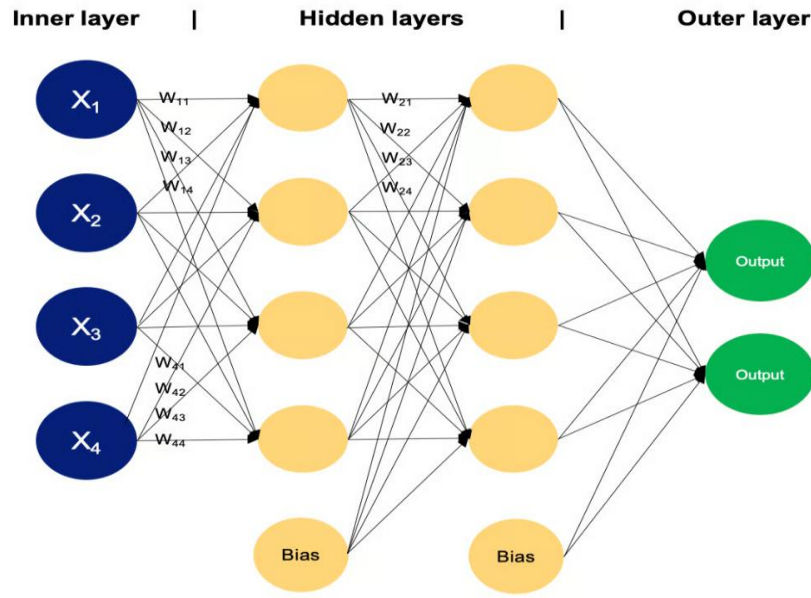 Inner layer | Hidden layers | Outer layer
X₁
W₁₁
W₁₂
W₁₃
W₁₄
X₂
X₃
X₄
W₄₁
W₄₂
W₄₃
W₄₄
W₂₁
W₂₂
W₂₃
W₂₄
Bias
Bias
Output
Output